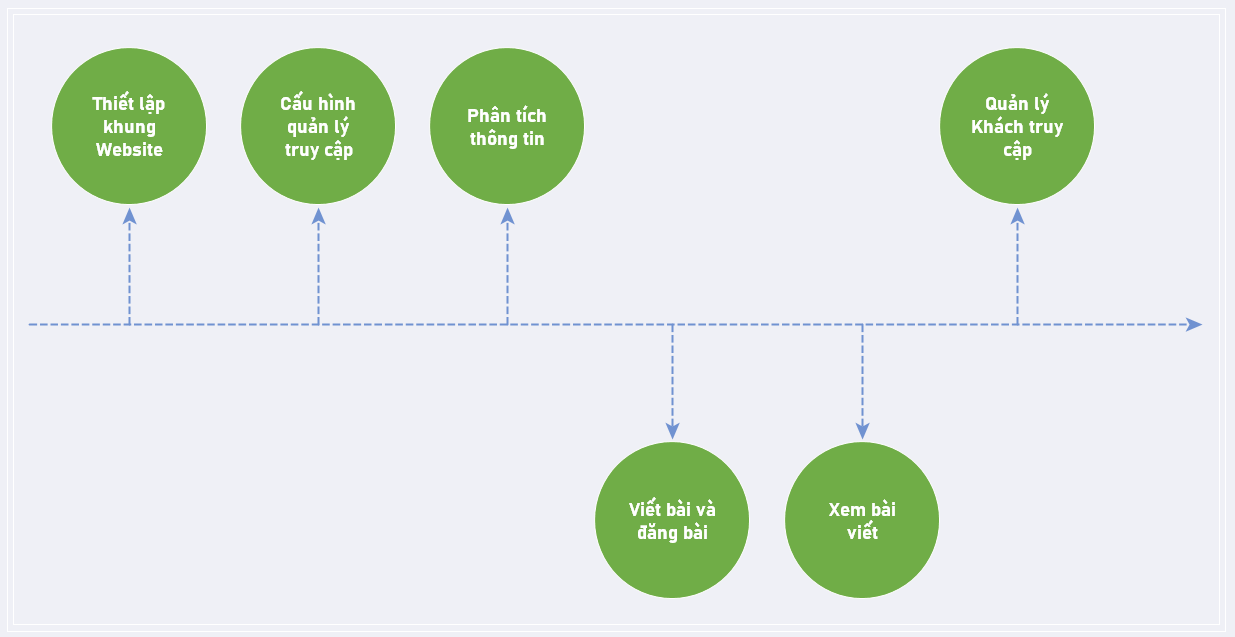 Thiết lập
khung
Website
Cấu hình
quản lý
truy cập
Phân tích
thông tin
Quản lý
Khách truy
cập
Viết bài và
đăng bài
Xem bài
viết